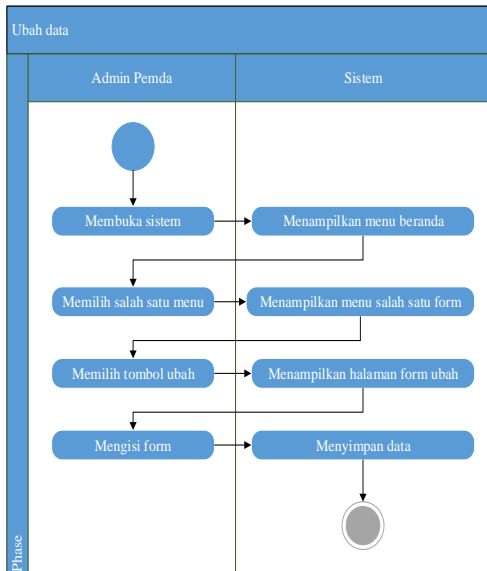 Ubah data
Admin Pemda
Sistem
Membuka sistem
Menampilkan menu beranda
Memilih salah satu menu
Menampilkan menu salah satu form
Memilih tombol ubah
Menampilkan halaman form ubah
Mengisi form
Menyimpan data
Phase